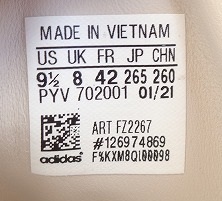 MADE IN VIETNAM
US UK FR JP CHN
9½ 8 42 265 260
PYV 702001 01/21
ART FZ2267
#126974869
adidas F%KXM8QI00098